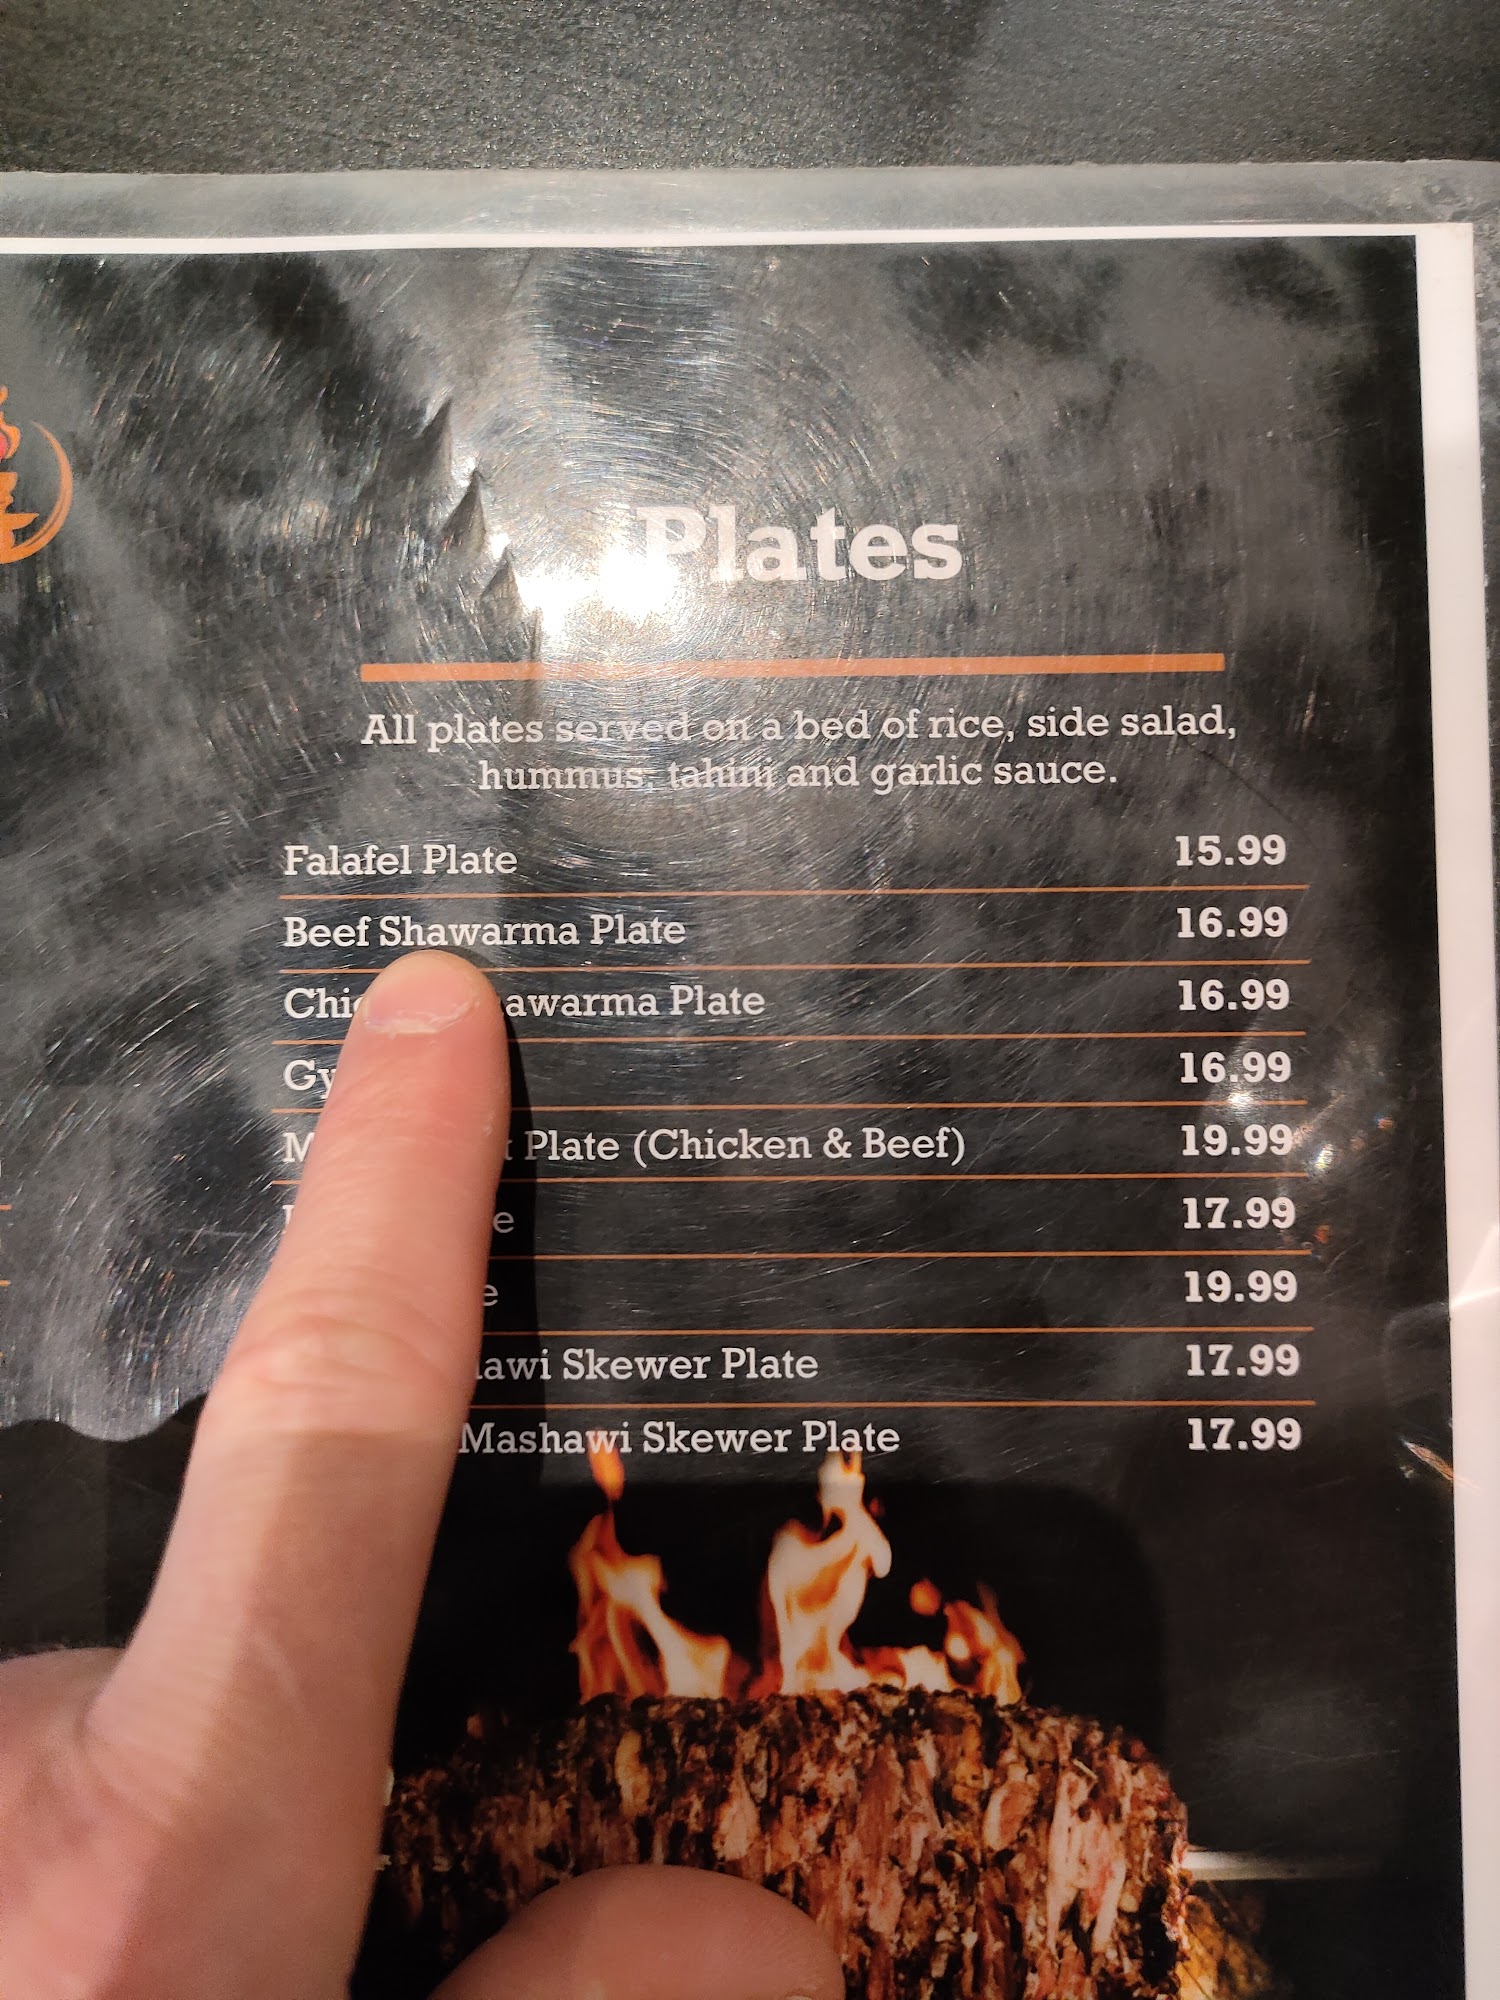 Plates
All plates served on a bed of rice, side salad,
hummus, tahini and garlic sauce.
Falafel Plate 15.99
Beef Shawarma Plate 16.99
Plate 16.99
16.99
Plate (Chicken & Beef) 19.99
17.99
19.99
Skewer Plate 17.99
Mashawi Skewer Plate 17.99